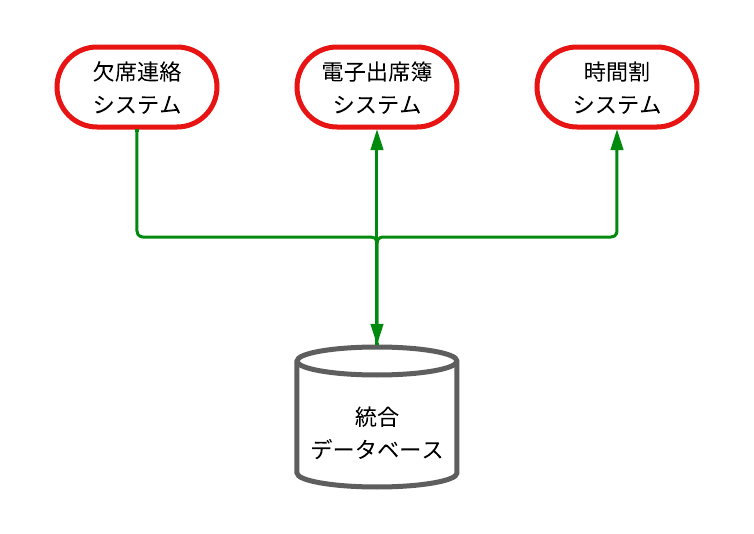 欠席連絡
システム
電子出席簿
システム
時間割
システム
統合
データベース